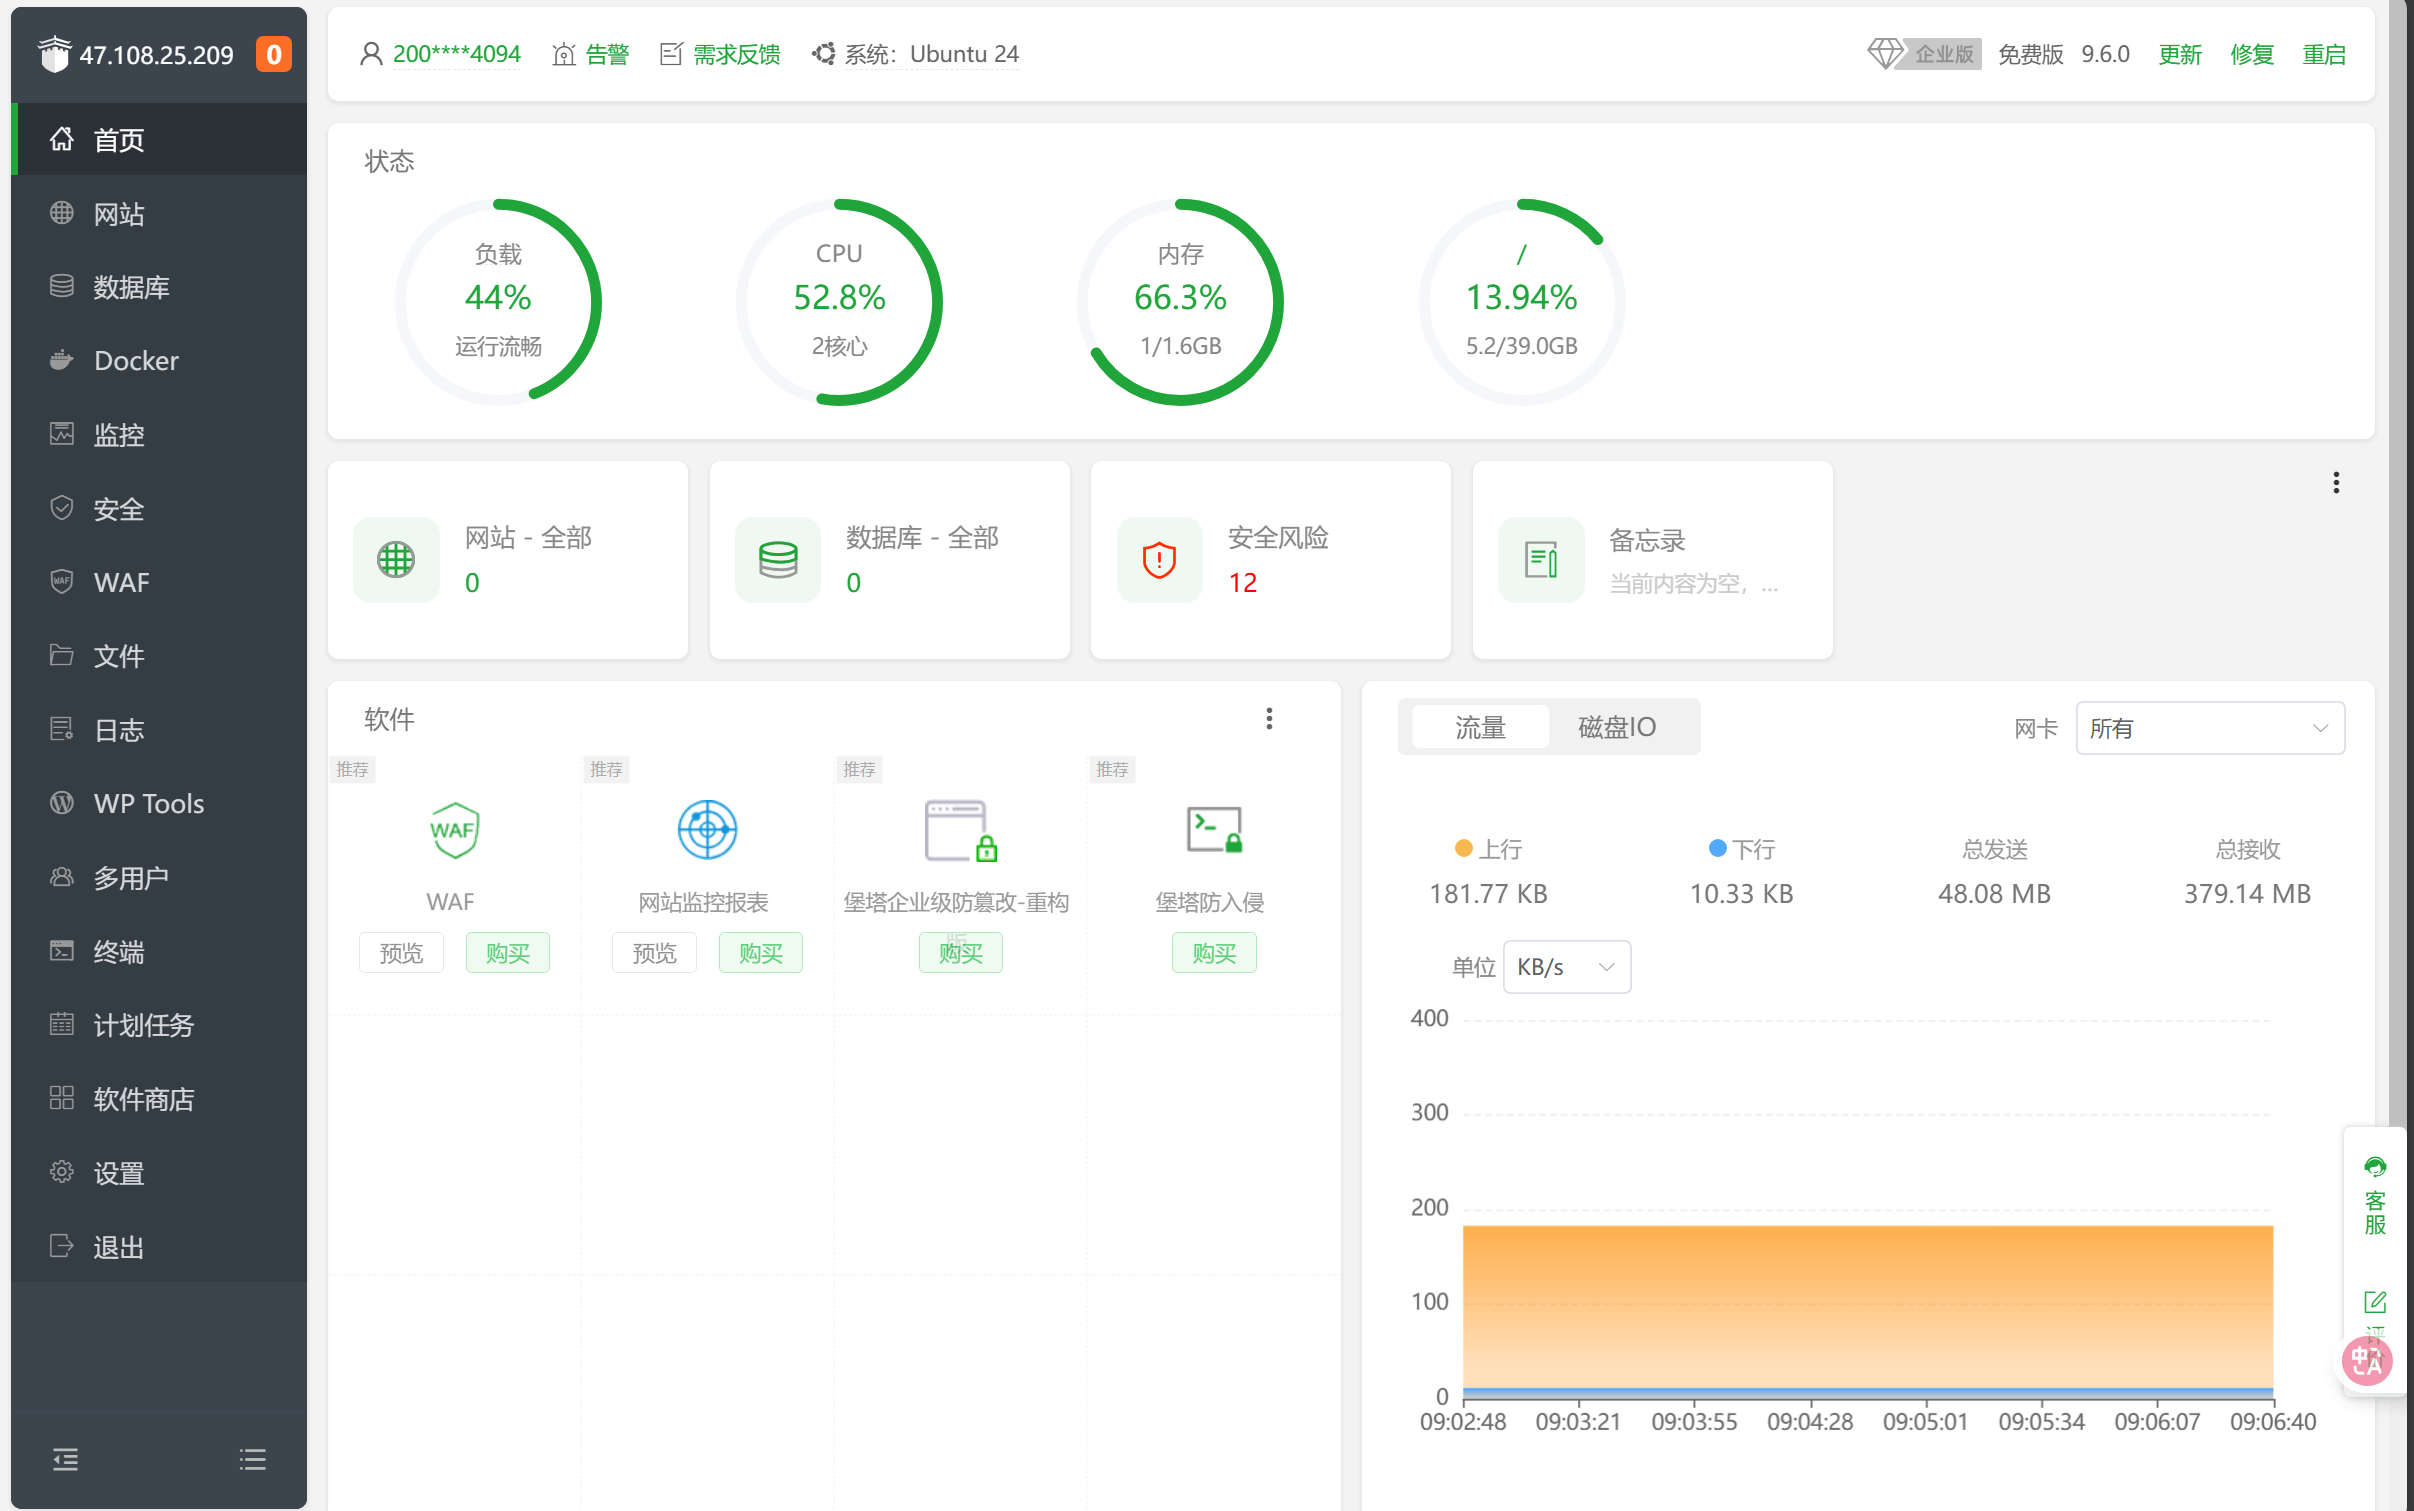 47.108.25.209 0
首页
网站
数据库
Docker
监控
安全
WAF
文件
日志
WP Tools
多用户
终端
计划任务
软件商店
设置
退出
200****4094 告警 需求反馈 系统：Ubuntu 24
企业版 免费版 9.6.0 更新 修复 重启
状态
负载
44%
运行流畅
CPU
52.8%
2核心
内存
66.3%
1/1.6GB
/
13.94%
5.2/39.0GB
网站 - 全部
0
数据库 - 全部
0
安全风险
12
备忘录
当前内容为空，...
软件
推荐
WAF
WAF
预览 购买
推荐
网站监控报表
预览 购买
推荐
堡塔企业级防篡改-重构
版
购买
推荐
堡塔防入侵
购买
流量 磁盘IO
网卡 所有
上行
181.77 KB
下行
10.33 KB
总发送
48.08 MB
总接收
379.14 MB
单位 KB/s
400
300
200
100
0
09:02:48 09:03:21 09:03:55 09:04:28 09:05:01 09:05:34 09:06:07 09:06:40
客
服
评
价